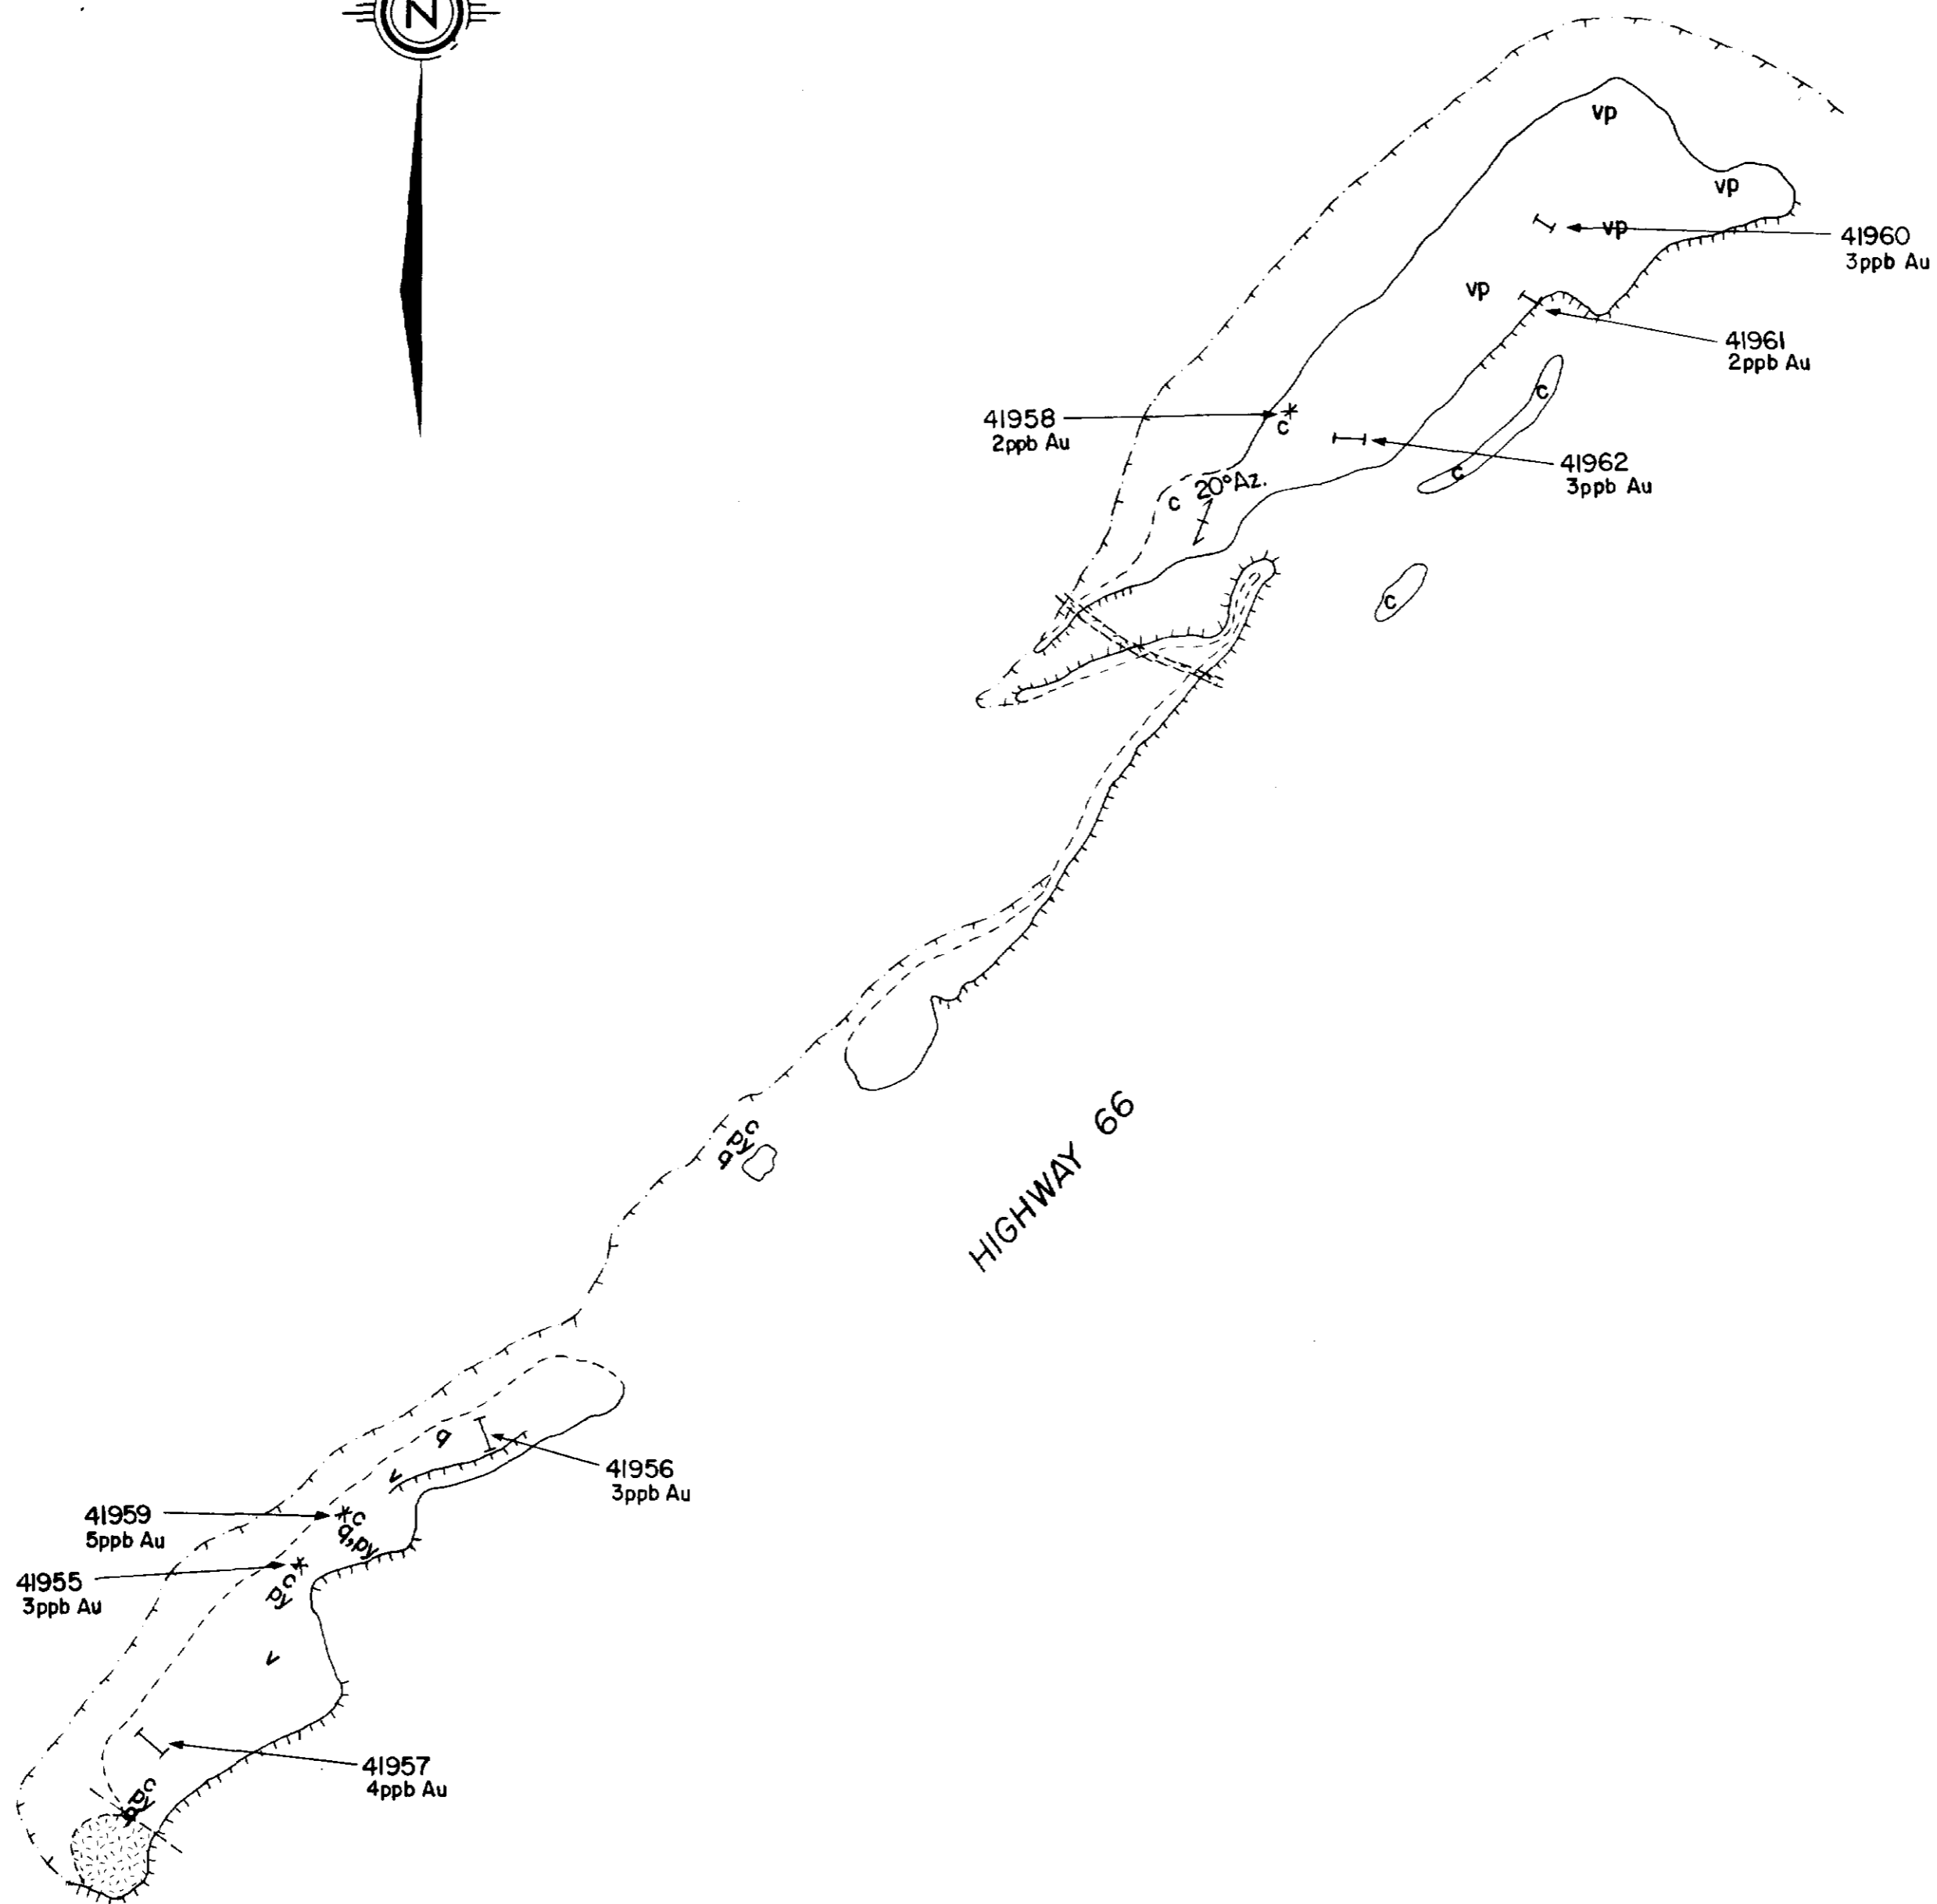 N
vp
vp
vp
41960
3ppb Au
vp
41961
2ppb Au
c
41958
2ppb Au
c
41962
3ppb Au
c
20° Az.
c
c
HIGHWAY 66
c
py
q
q
41956
3ppb Au
v
41959
5ppb Au
c
q,py
41955
3ppb Au
c
py
v
41957
4ppb Au
c
py
q